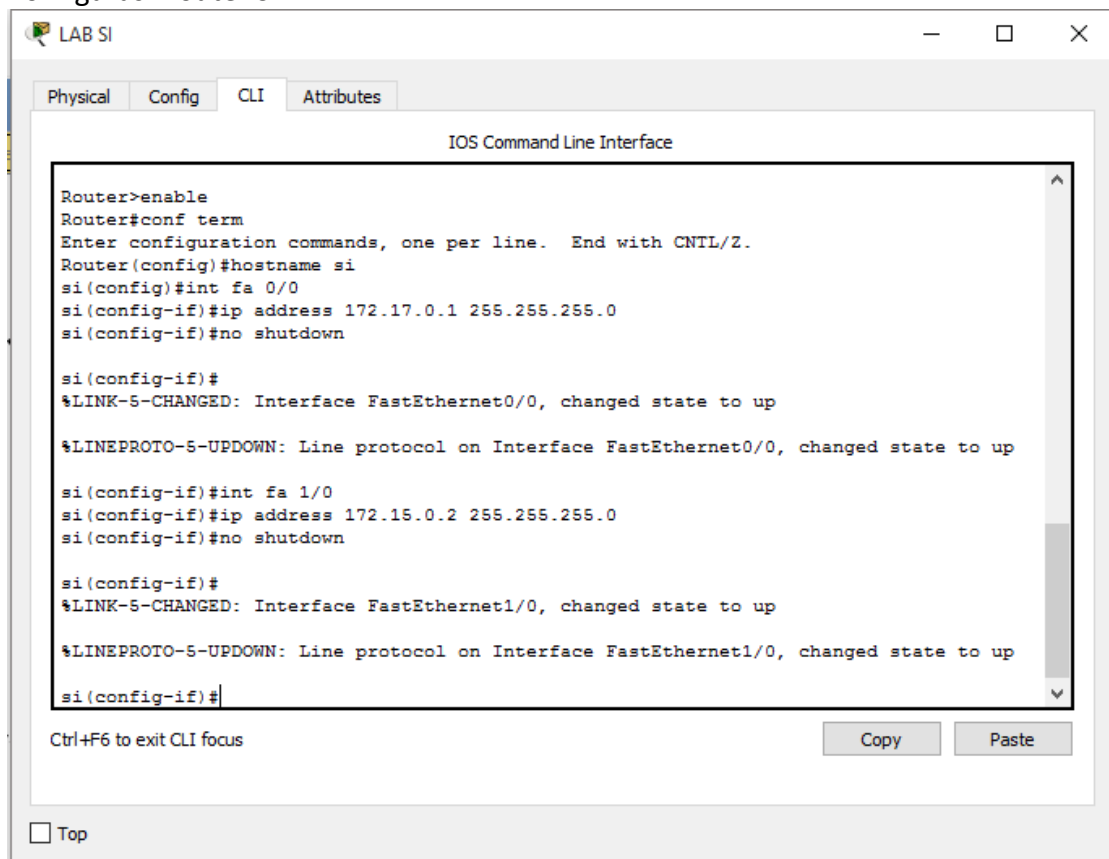 LAB SI
Physical Config CLI Attributes
IOS Command Line Interface
Router>enable
Router#conf term
Enter configuration commands, one per line.  End with CNTL/Z.
Router(config)#hostname si
si(config)#int fa 0/0
si(config-if)#ip address 172.17.0.1 255.255.255.0
si(config-if)#no shutdown
si(config-if)#
%LINK-5-CHANGED: Interface FastEthernet0/0, changed state to up
%LINEPROTO-5-UPDOWN: Line protocol on Interface FastEthernet0/0, changed state to up
si(config-if)#int fa 1/0
si(config-if)#ip address 172.15.0.2 255.255.255.0
si(config-if)#no shutdown
si(config-if)#
%LINK-5-CHANGED: Interface FastEthernet1/0, changed state to up
%LINEPROTO-5-UPDOWN: Line protocol on Interface FastEthernet1/0, changed state to up
si(config-if)#
Ctrl+F6 to exit CLI focus
Copy Paste
Top